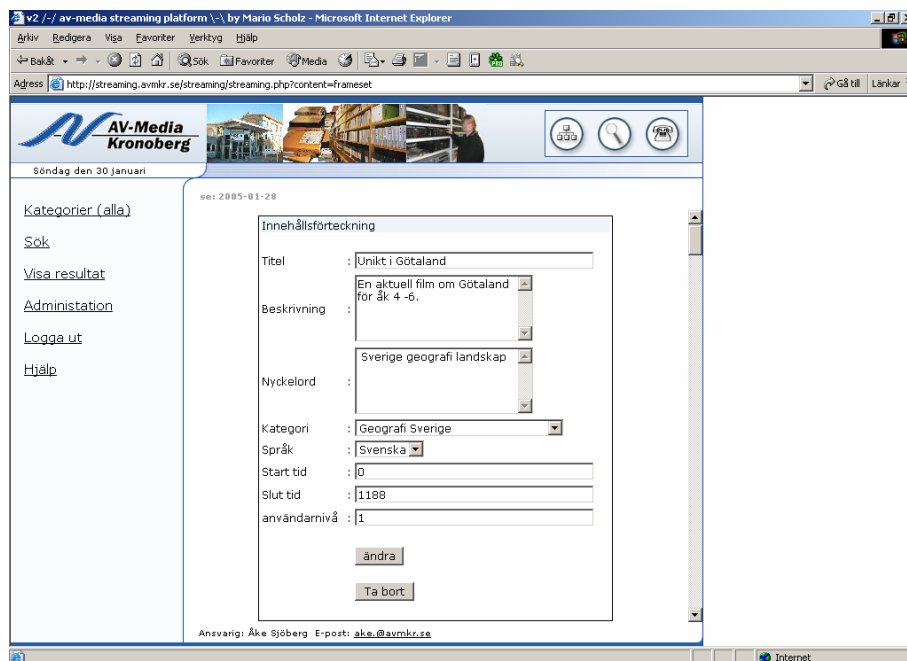 v2 /-/ av-media streaming platform \-\ by Mario Scholz - Microsoft Internet Explorer
Arkiv Redigera Visa Favoriter Verktyg Hjälp
Bakåt Sök Favoriter Media
Adress http://streaming.avmkr.se/streaming/streaming.php?content=frameset Gå till Länkar
AV-Media
Kronoberg
Söndag den 30 januari
se: 2005-01-28
Kategorier (alla)
Sök
Visa resultat
Administation
Logga ut
Hjälp
Innehållsförteckning
Titel : Unikt i Götaland
Beskrivning : En aktuell film om Götaland
för åk 4 -6.
Nyckelord : Sverige geografi landskap
Kategori : Geografi Sverige
Språk : Svenska
Start tid : 0
Slut tid : 1188
användarnivå : 1
ändra
Ta bort
Ansvarig: Åke Sjöberg E-post: ake.@avmkr.se
Internet